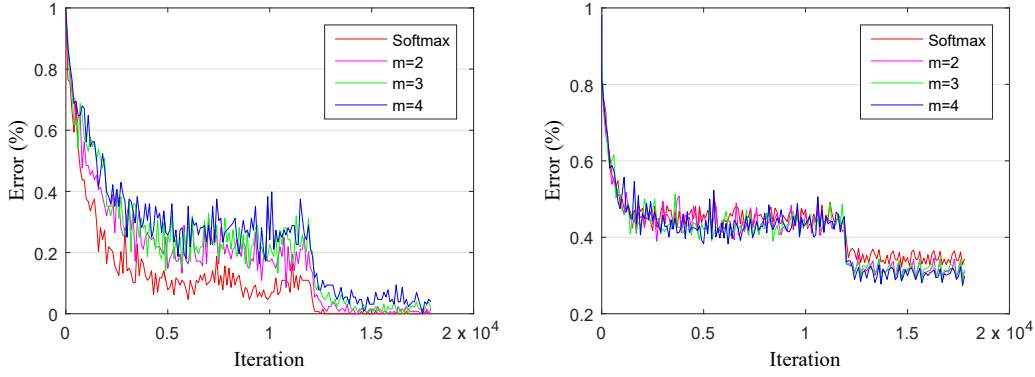 1
0.8
0.6
0.4
0.2
0
Error (%)
0
0.5
1
1.5
2 x 10^4
Iteration
Softmax
m=2
m=3
m=4
1
0.8
0.6
0.4
0.2
Error (%)
0
0.5
1
1.5
2 x 10^4
Iteration
Softmax
m=2
m=3
m=4